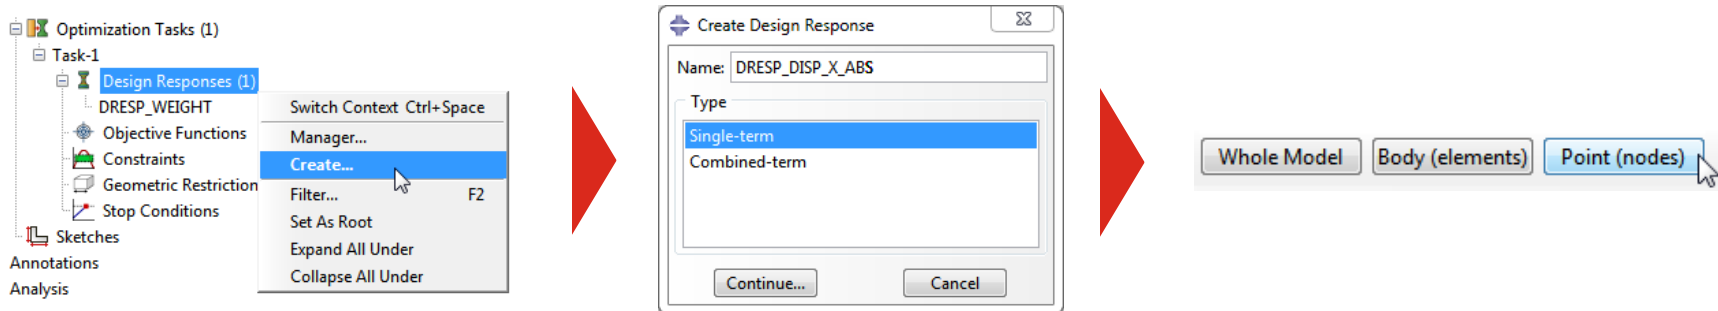 Optimization Tasks (1)
Task-1
Design Responses (1)
DRESP_WEIGHT
Objective Functions
Constraints
Geometric Restriction
Stop Conditions
Sketches
Annotations
Analysis
Switch Context Ctrl+Space
Manager...
Create...
Filter... F2
Set As Root
Expand All Under
Collapse All Under
Create Design Response
Name: DRESP_DISP_X_ABS
Type
Single-term
Combined-term
Continue... Cancel
Whole Model Body (elements) Point (nodes)